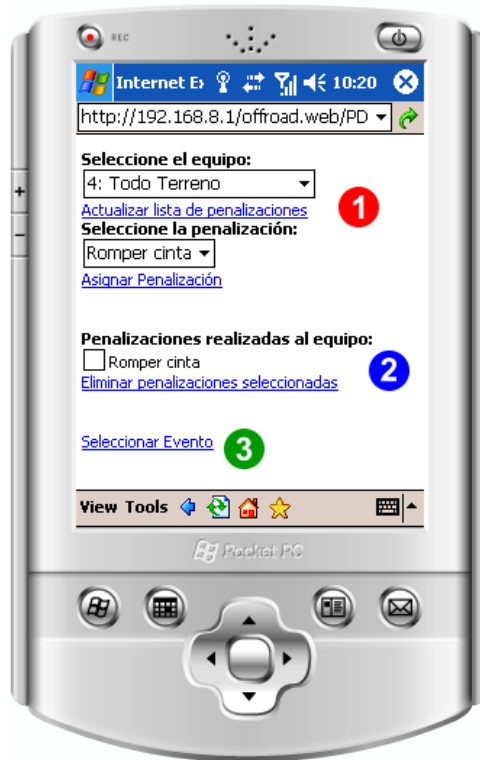 REC
Internet E 10:20
http://192.168.8.1/offroad.web/PD
Seleccione el equipo:
4: Todo Terreno
Actualizar lista de penalizaciones
1
Seleccione la penalización:
Romper cinta
Asignar Penalización
Penalizaciones realizadas al equipo:
Romper cinta
2
Eliminar penalizaciones seleccionadas
Seleccionar Evento
3
View Tools
Pocket PC